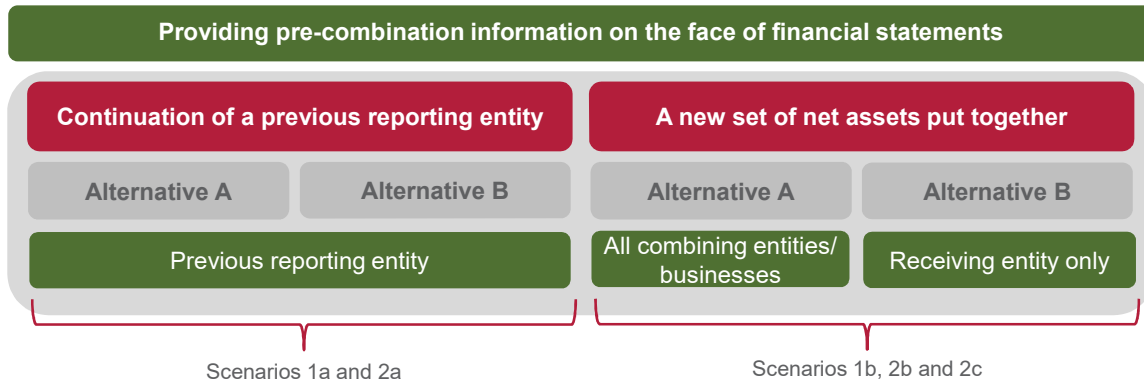 Providing pre-combination information on the face of financial statements
Continuation of a previous reporting entity
A new set of net assets put together
Alternative A
Alternative B
Alternative A
Alternative B
Previous reporting entity
All combining entities/
businesses
Receiving entity only
Scenarios 1a and 2a
Scenarios 1b, 2b and 2c